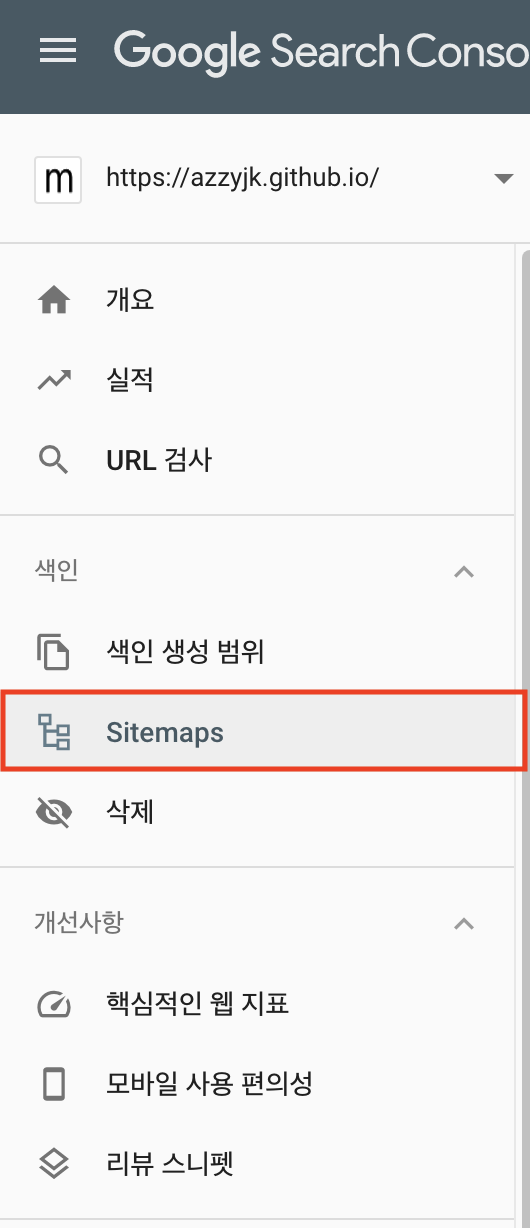 Google Search Conso
m
https://azzyjk.github.io/
개요
실적
URL 검사
색인
색인 생성 범위
Sitemaps
삭제
개선사항
핵심적인 웹 지표
모바일 사용 편의성
리뷰 스니펫